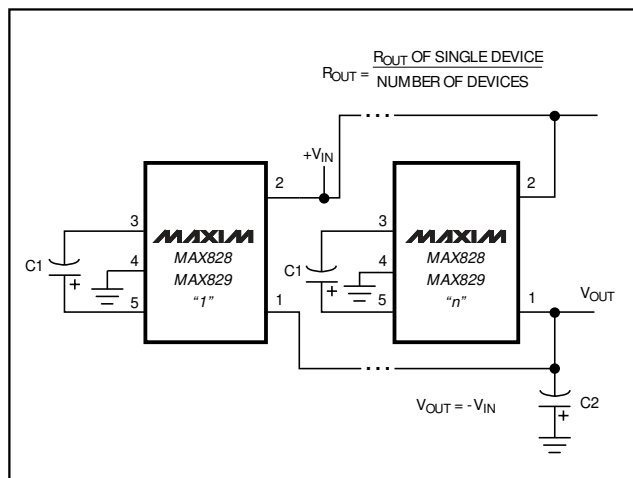 R_OUT = R_OUT OF SINGLE DEVICE
NUMBER OF DEVICES
+V_IN
2
3
MAXIM
MAX828
MAX829
"1"
4
C1
+
5
1
2
3
MAXIM
MAX828
MAX829
"n"
4
C1
+
5
1
V_OUT
V_OUT = -V_IN
C2
+